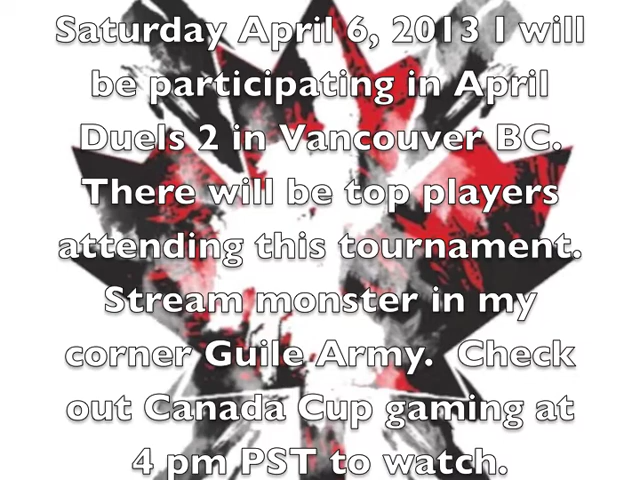 Saturday April 6, 2013 I will
be participating in April
Duels 2 in Vancouver BC.
There will be top players
attending this tournament.
Stream monster in my
corner Guile Army.  Check
out Canada Cup gaming at
4 pm PST to watch.